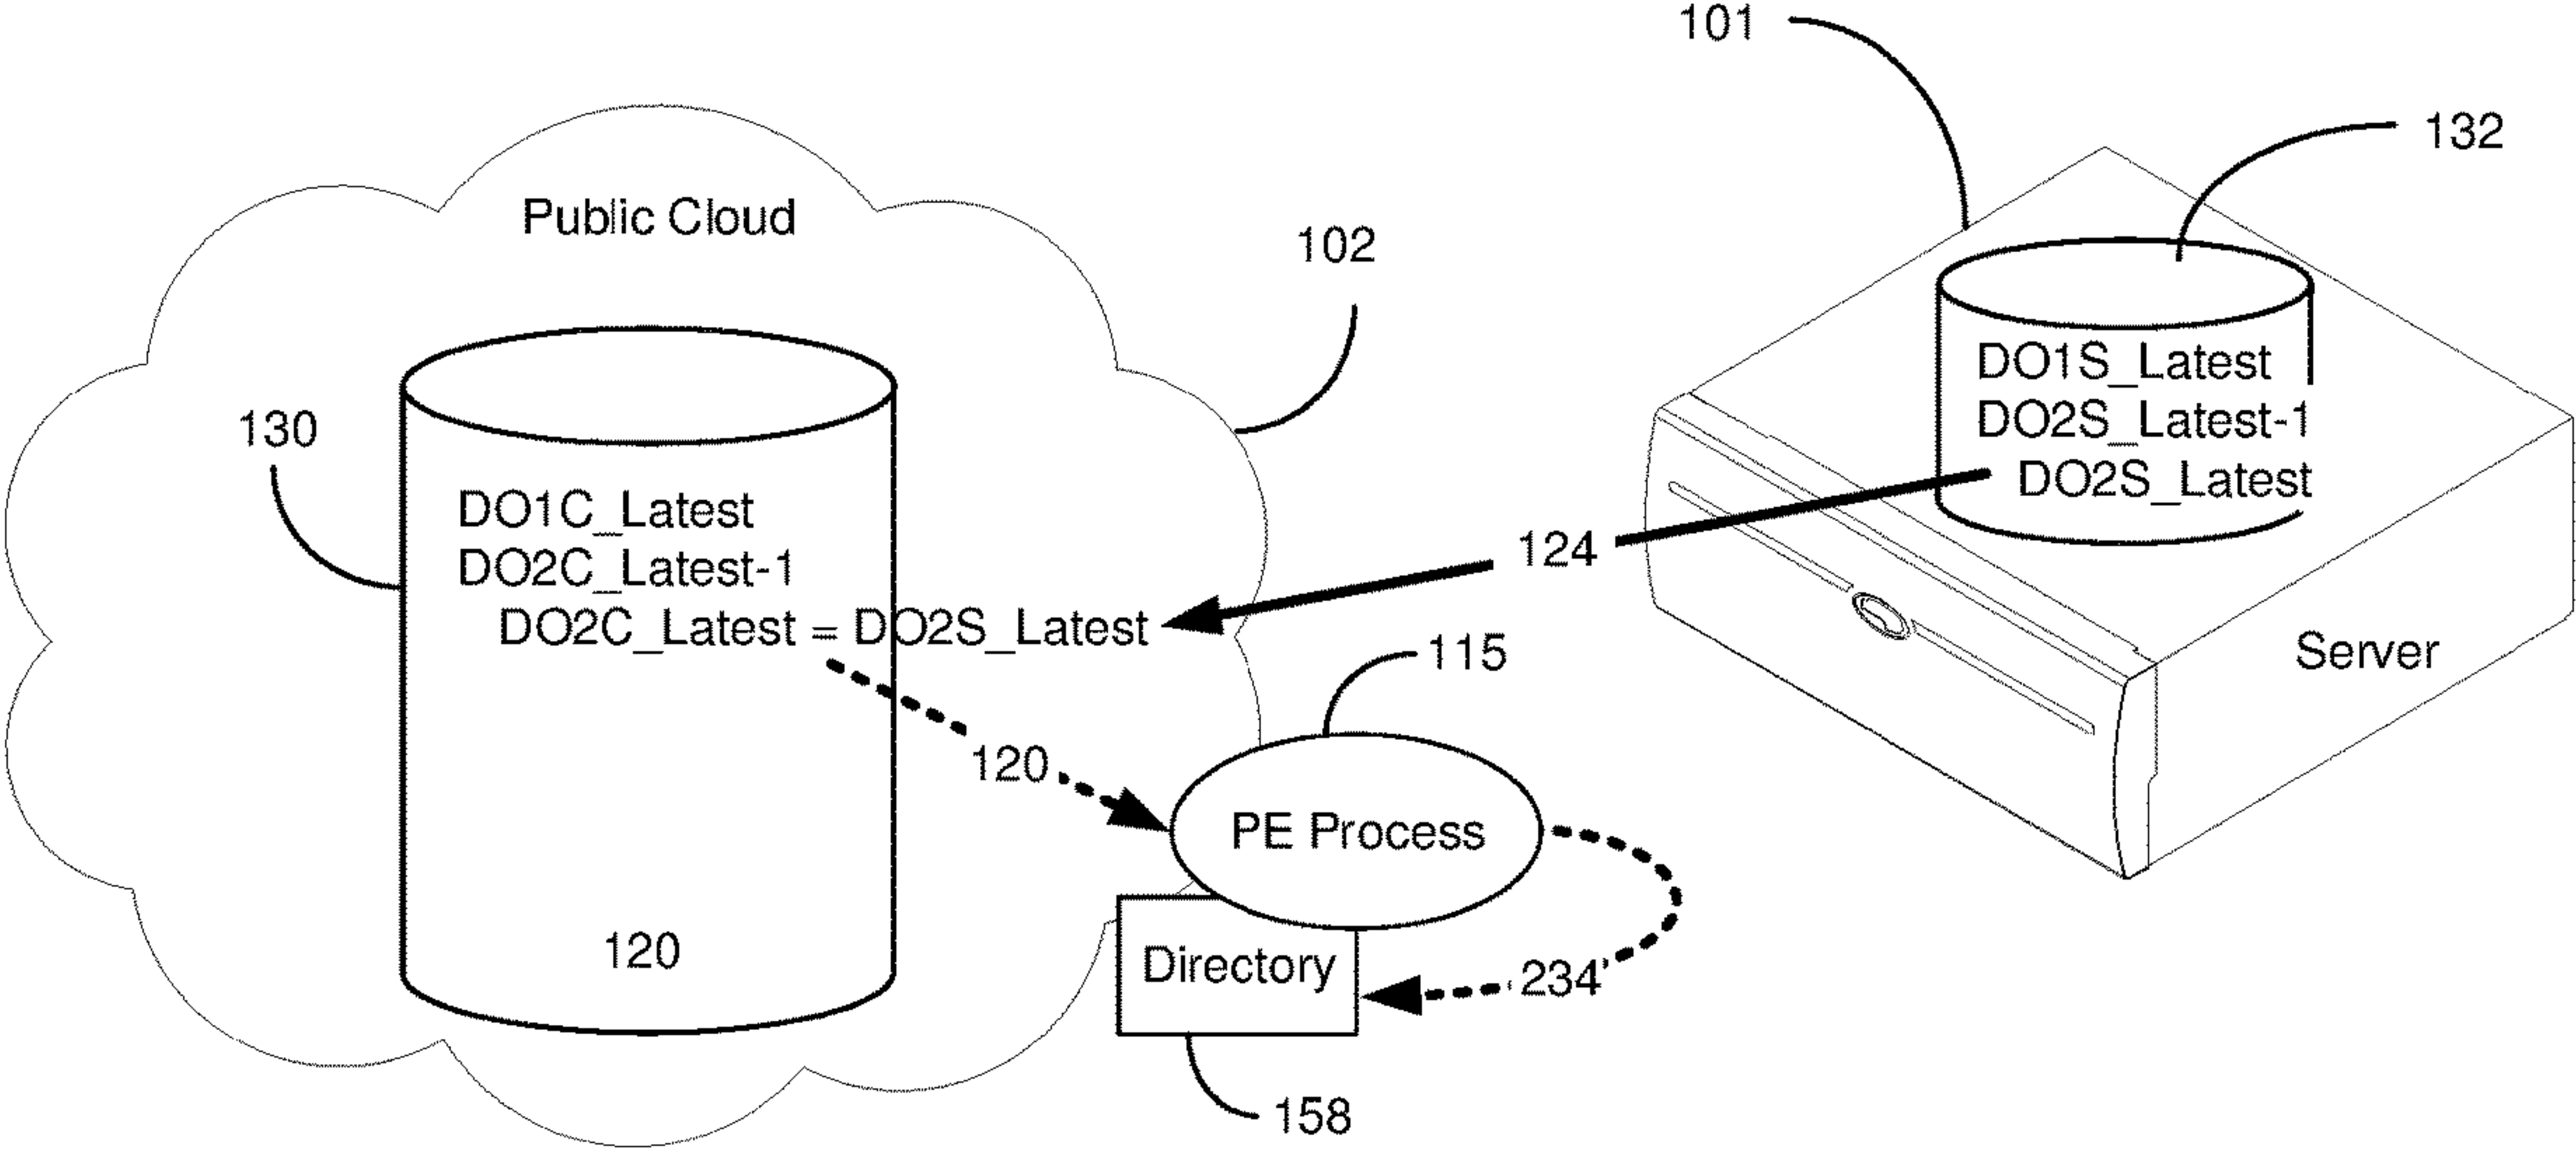 101
132
Public Cloud
102
DO1S_Latest
DO2S_Latest-1
DO2S_Latest
130
DO1C_Latest
DO2C_Latest-1
DO2C_Latest = DO2S_Latest
124
115
Server
120
PE Process
120
Directory
234'
158